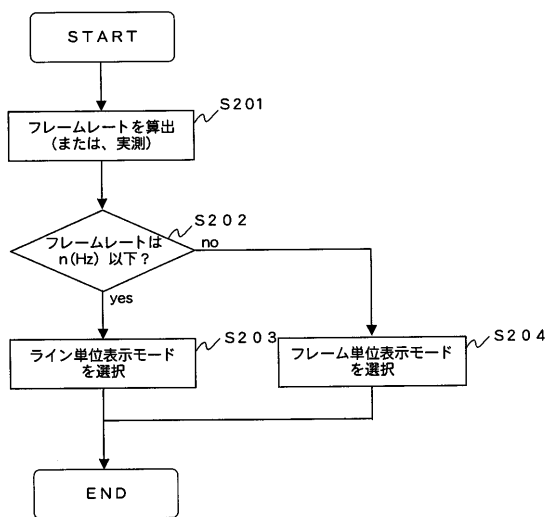 START
S201
フレームレートを算出
(または、実測)
S202
フレームレートは
n(Hz) 以下?
no
yes
S203
ライン単位表示モード
を選択
S204
フレーム単位表示モード
を選択
END